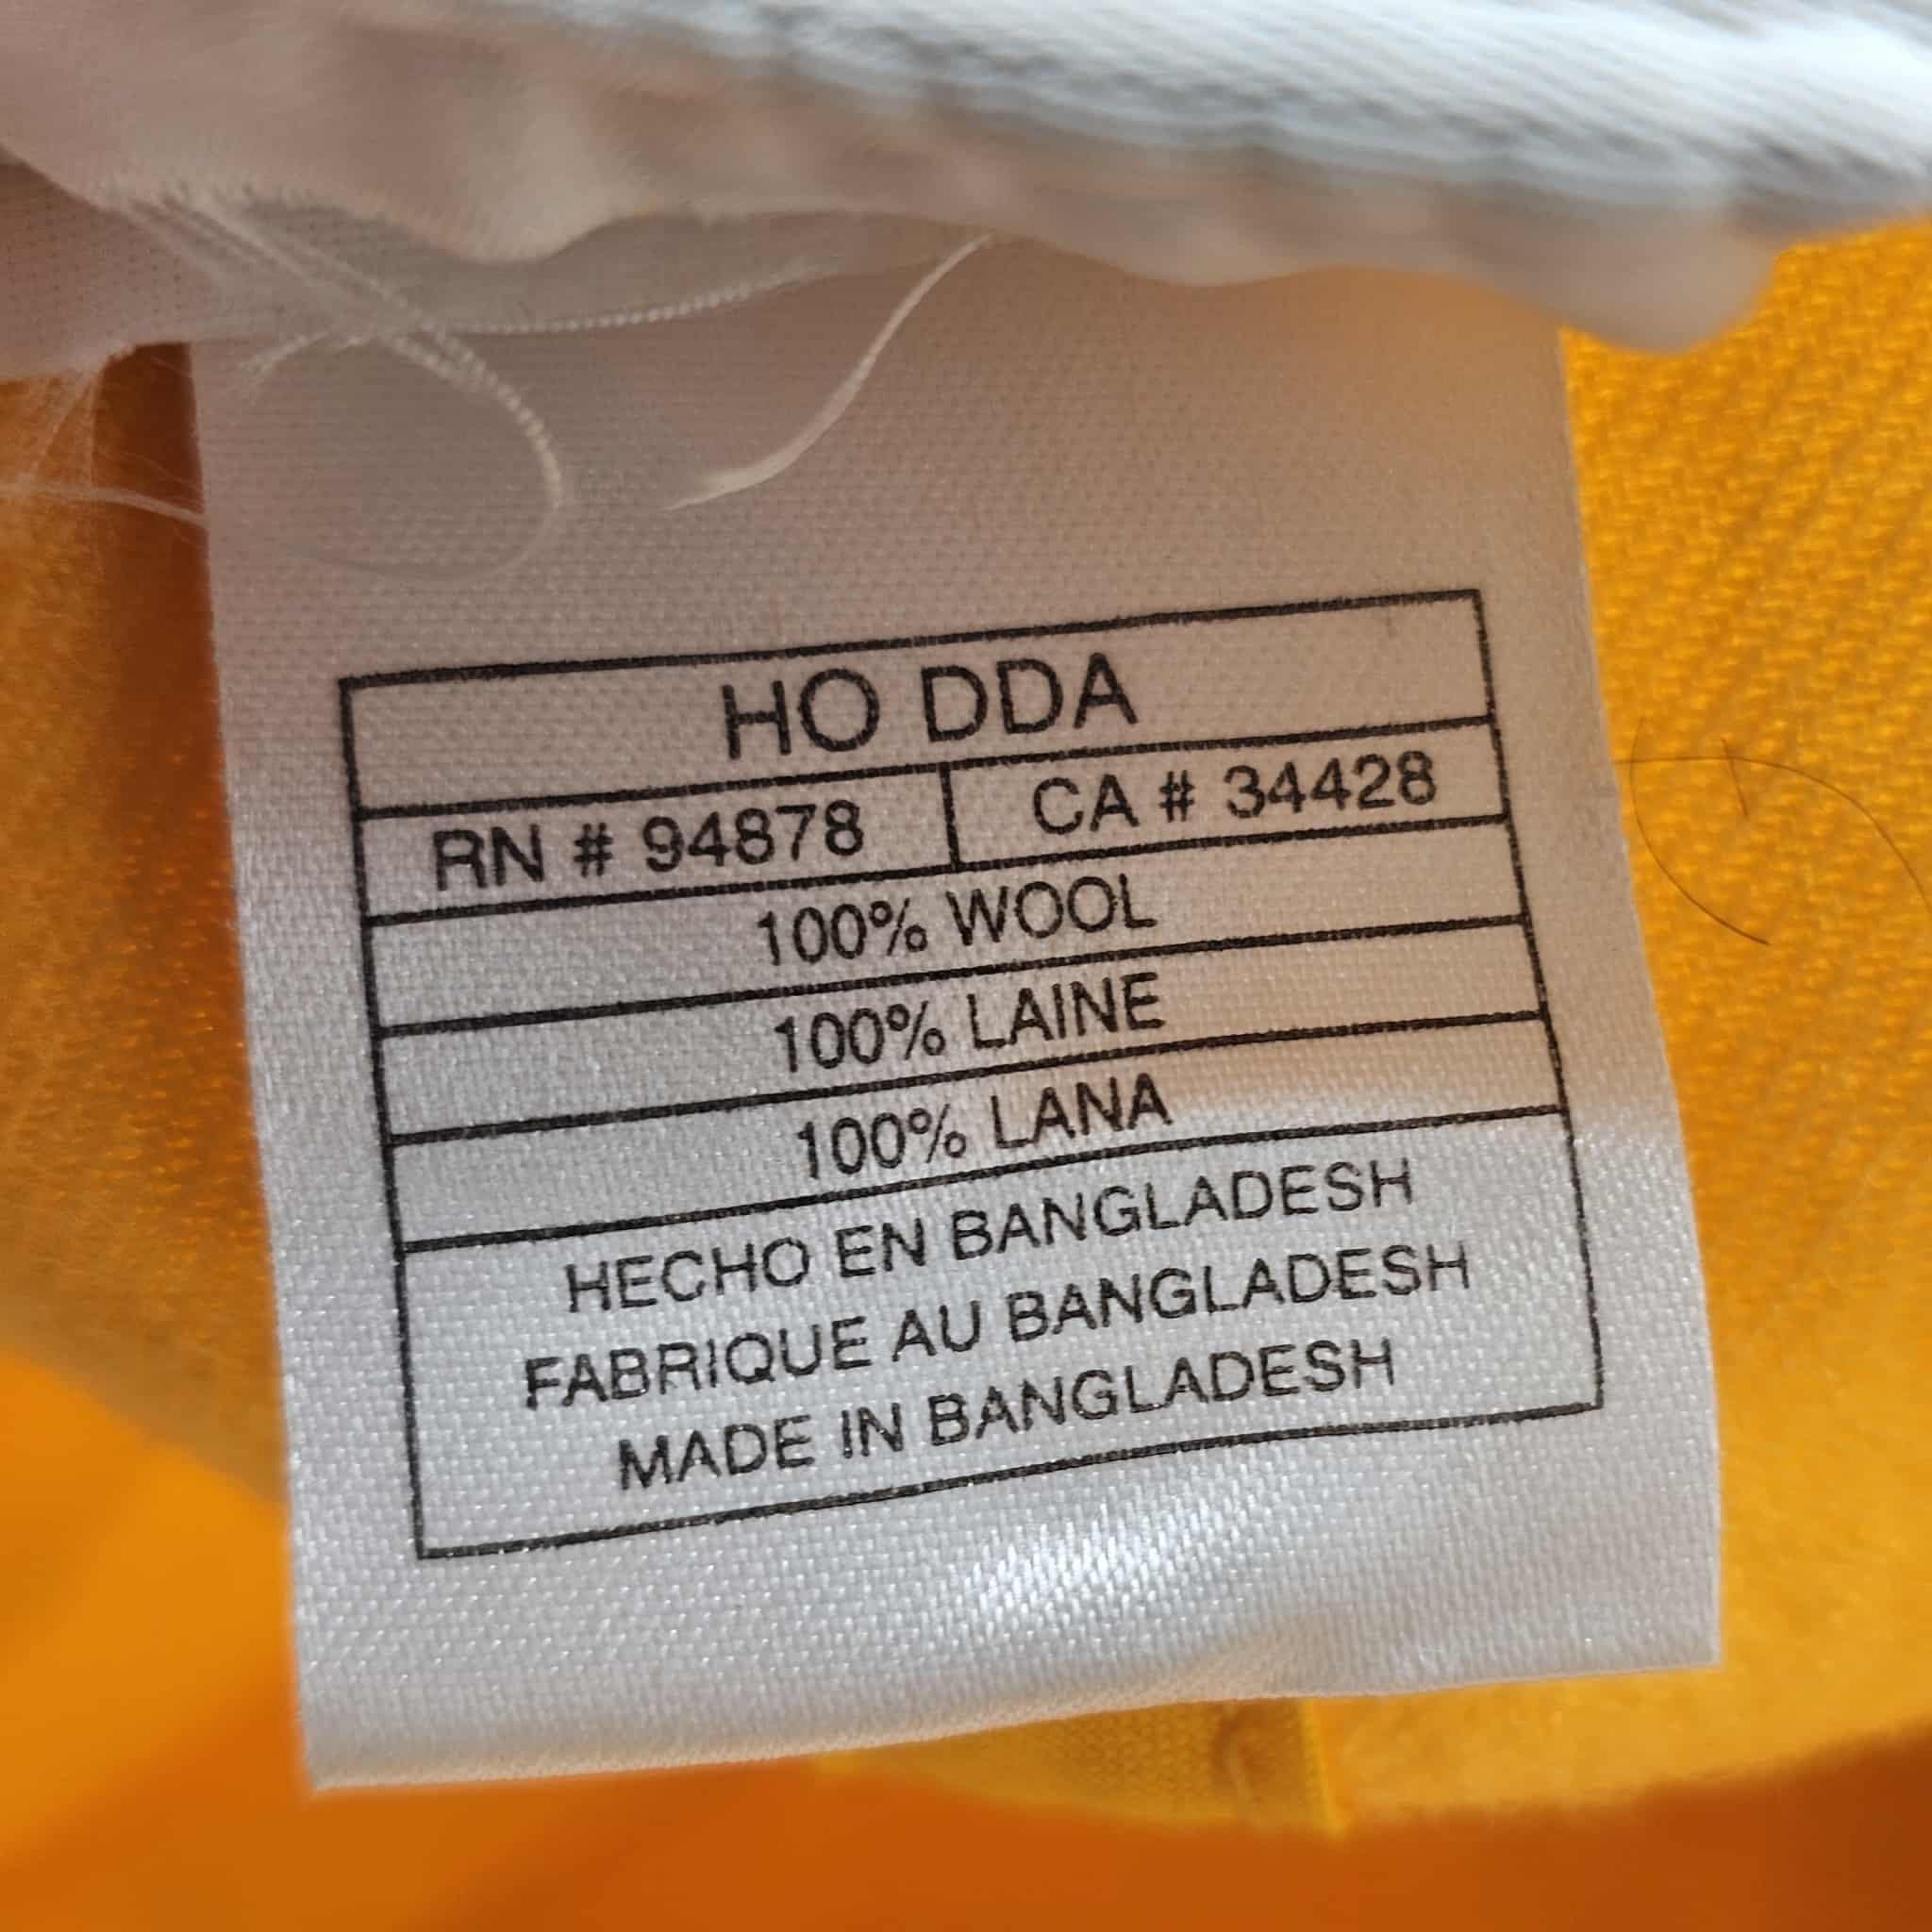 HO DDA
RN # 94878 CA # 34428
100% WOOL
100% LAINE
100% LANA
HECHO EN BANGLADESH
FABRIQUE AU BANGLADESH
MADE IN BANGLADESH